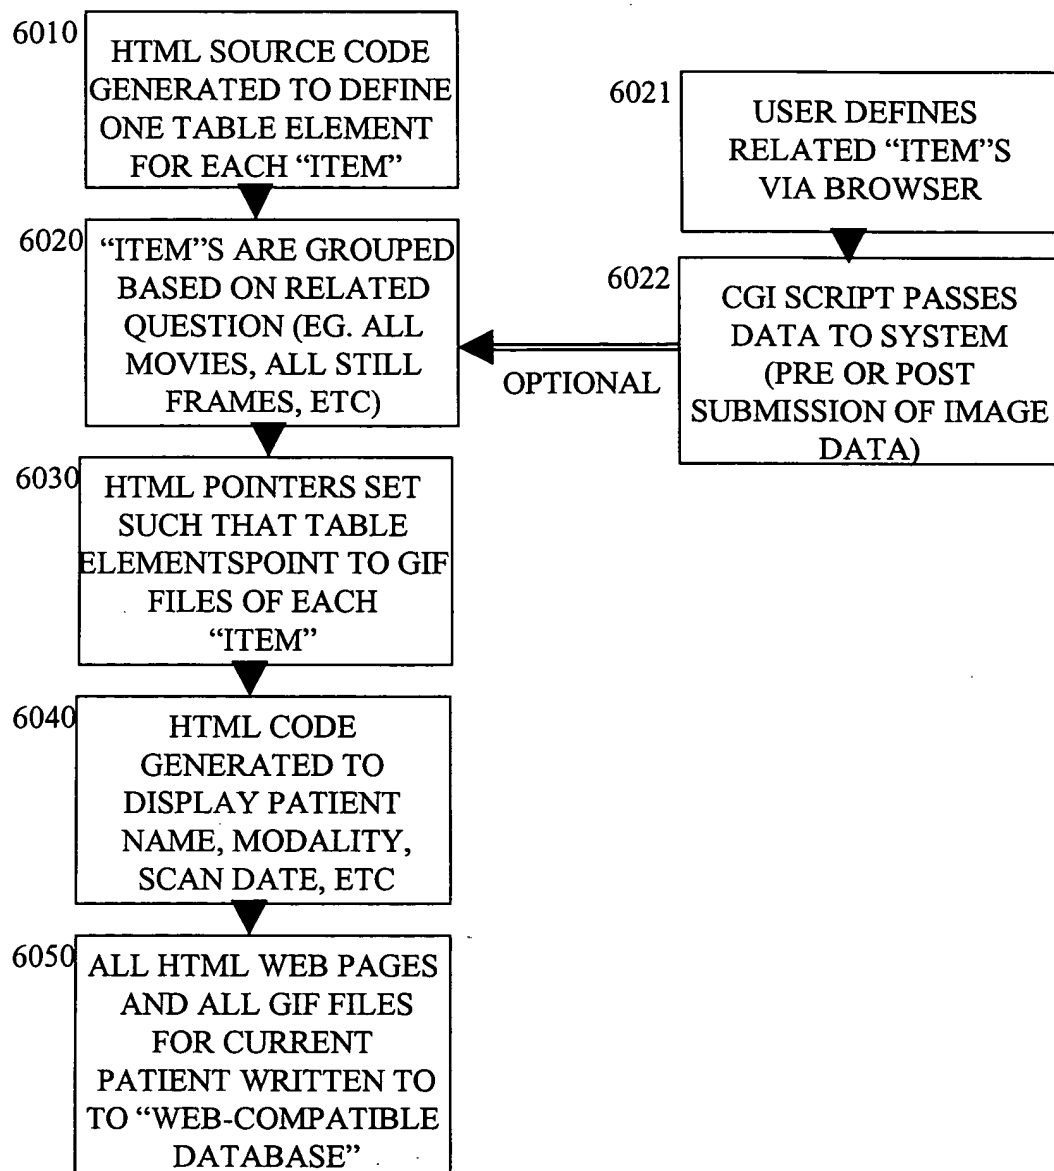 6010
HTML SOURCE CODE
GENERATED TO DEFINE
ONE TABLE ELEMENT
FOR EACH “ITEM”
6020
“ITEM”S ARE GROUPED
BASED ON RELATED
QUESTION (EG. ALL
MOVIES, ALL STILL
FRAMES, ETC)
6021
USER DEFINES
RELATED “ITEM”S
VIA BROWSER
6022
CGI SCRIPT PASSES
DATA TO SYSTEM
(PRE OR POST
SUBMISSION OF IMAGE
DATA)
OPTIONAL
6030
HTML POINTERS SET
SUCH THAT TABLE
ELEMENTSPOINT TO GIF
FILES OF EACH
“ITEM”
6040
HTML CODE
GENERATED TO
DISPLAY PATIENT
NAME, MODALITY,
SCAN DATE, ETC
6050
ALL HTML WEB PAGES
AND ALL GIF FILES
FOR CURRENT
PATIENT WRITTEN TO
TO “WEB-COMPATIBLE
DATABASE”